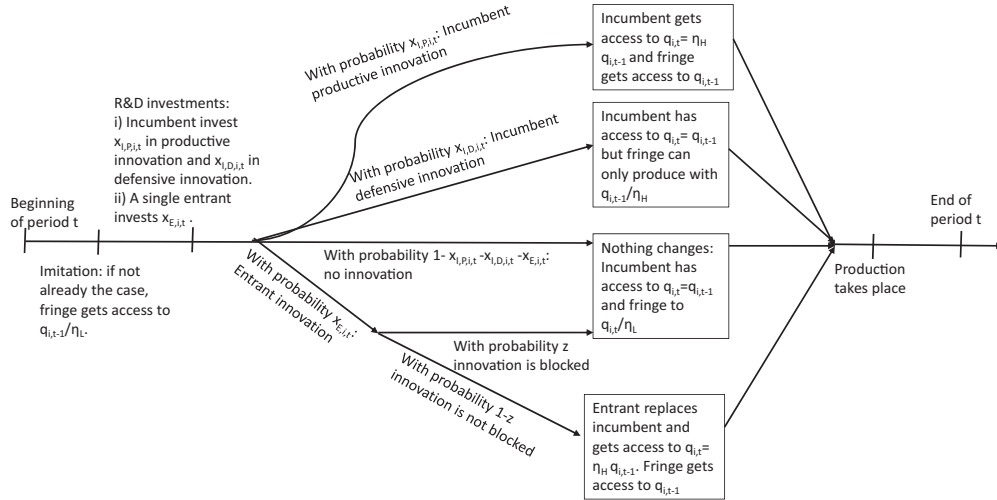 Beginning
of period t
Imitation: if not
already the case,
fringe gets access to
q_{i,t-1}/η_L.
R&D investments:
i) Incumbent invest
x_{I,P,i,t} in productive
innovation and x_{I,D,i,t} in
defensive innovation.
ii) A single entrant
invests x_{E,i,t} .
With probability x_{I,P,i,t}: Incumbent
productive innovation
With probability x_{I,D,i,t}: Incumbent
defensive innovation
With probability 1- x_{I,P,i,t} -x_{I,D,i,t} -x_{E,i,t}:
no innovation
With probability x_{E,i,t}:
Entrant innovation
With probability z
innovation is blocked
With probability 1-z
innovation is not blocked
Incumbent gets
access to q_{i,t}= η_H
q_{i,t-1} and fringe
gets access to q_{i,t-1}
Incumbent has
access to q_{i,t}= q_{i,t-1}
but fringe can
only produce with
q_{i,t-1}/η_H
Nothing changes:
Incumbent has
access to q_{i,t}=q_{i,t-1}
and fringe to
q_{i,t}/η_L
Entrant replaces
incumbent and
gets access to q_{i,t}=
η_H q_{i,t-1}. Fringe gets
access to q_{i,t-1}
Production
takes place
End of
period t